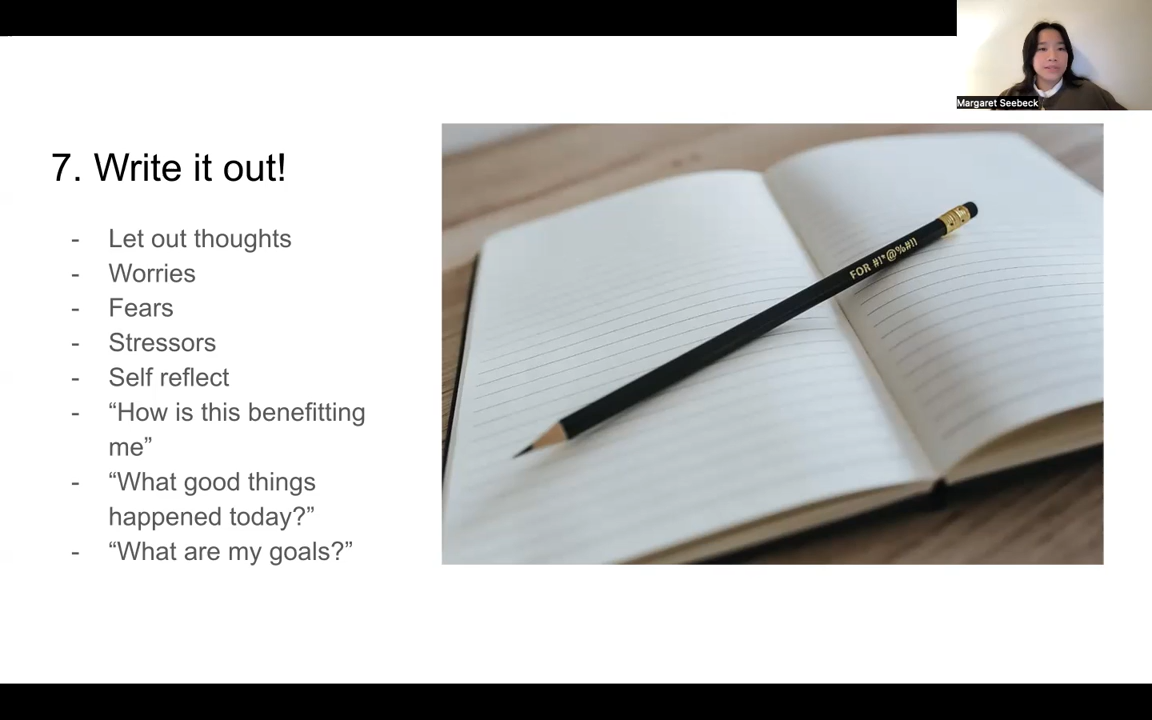 Margaret Seebeck
7. Write it out!
- Let out thoughts
- Worries
- Fears
- Stressors
- Self reflect
- “How is this benefitting
me”
- “What good things
happened today?”
- “What are my goals?”
FOR #!*@%#!!